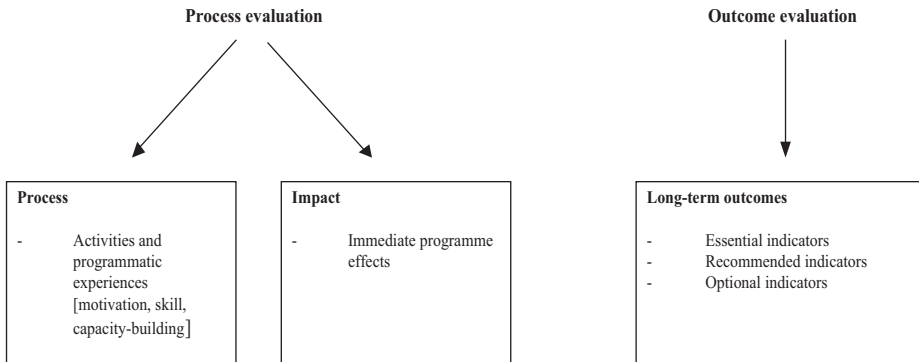 Process evaluation
Outcome evaluation
Process
- Activities and
programmatic
experiences
[motivation, skill,
capacity-building]
Impact
- Immediate programme
effects
Long-term outcomes
- Essential indicators
- Recommended indicators
- Optional indicators